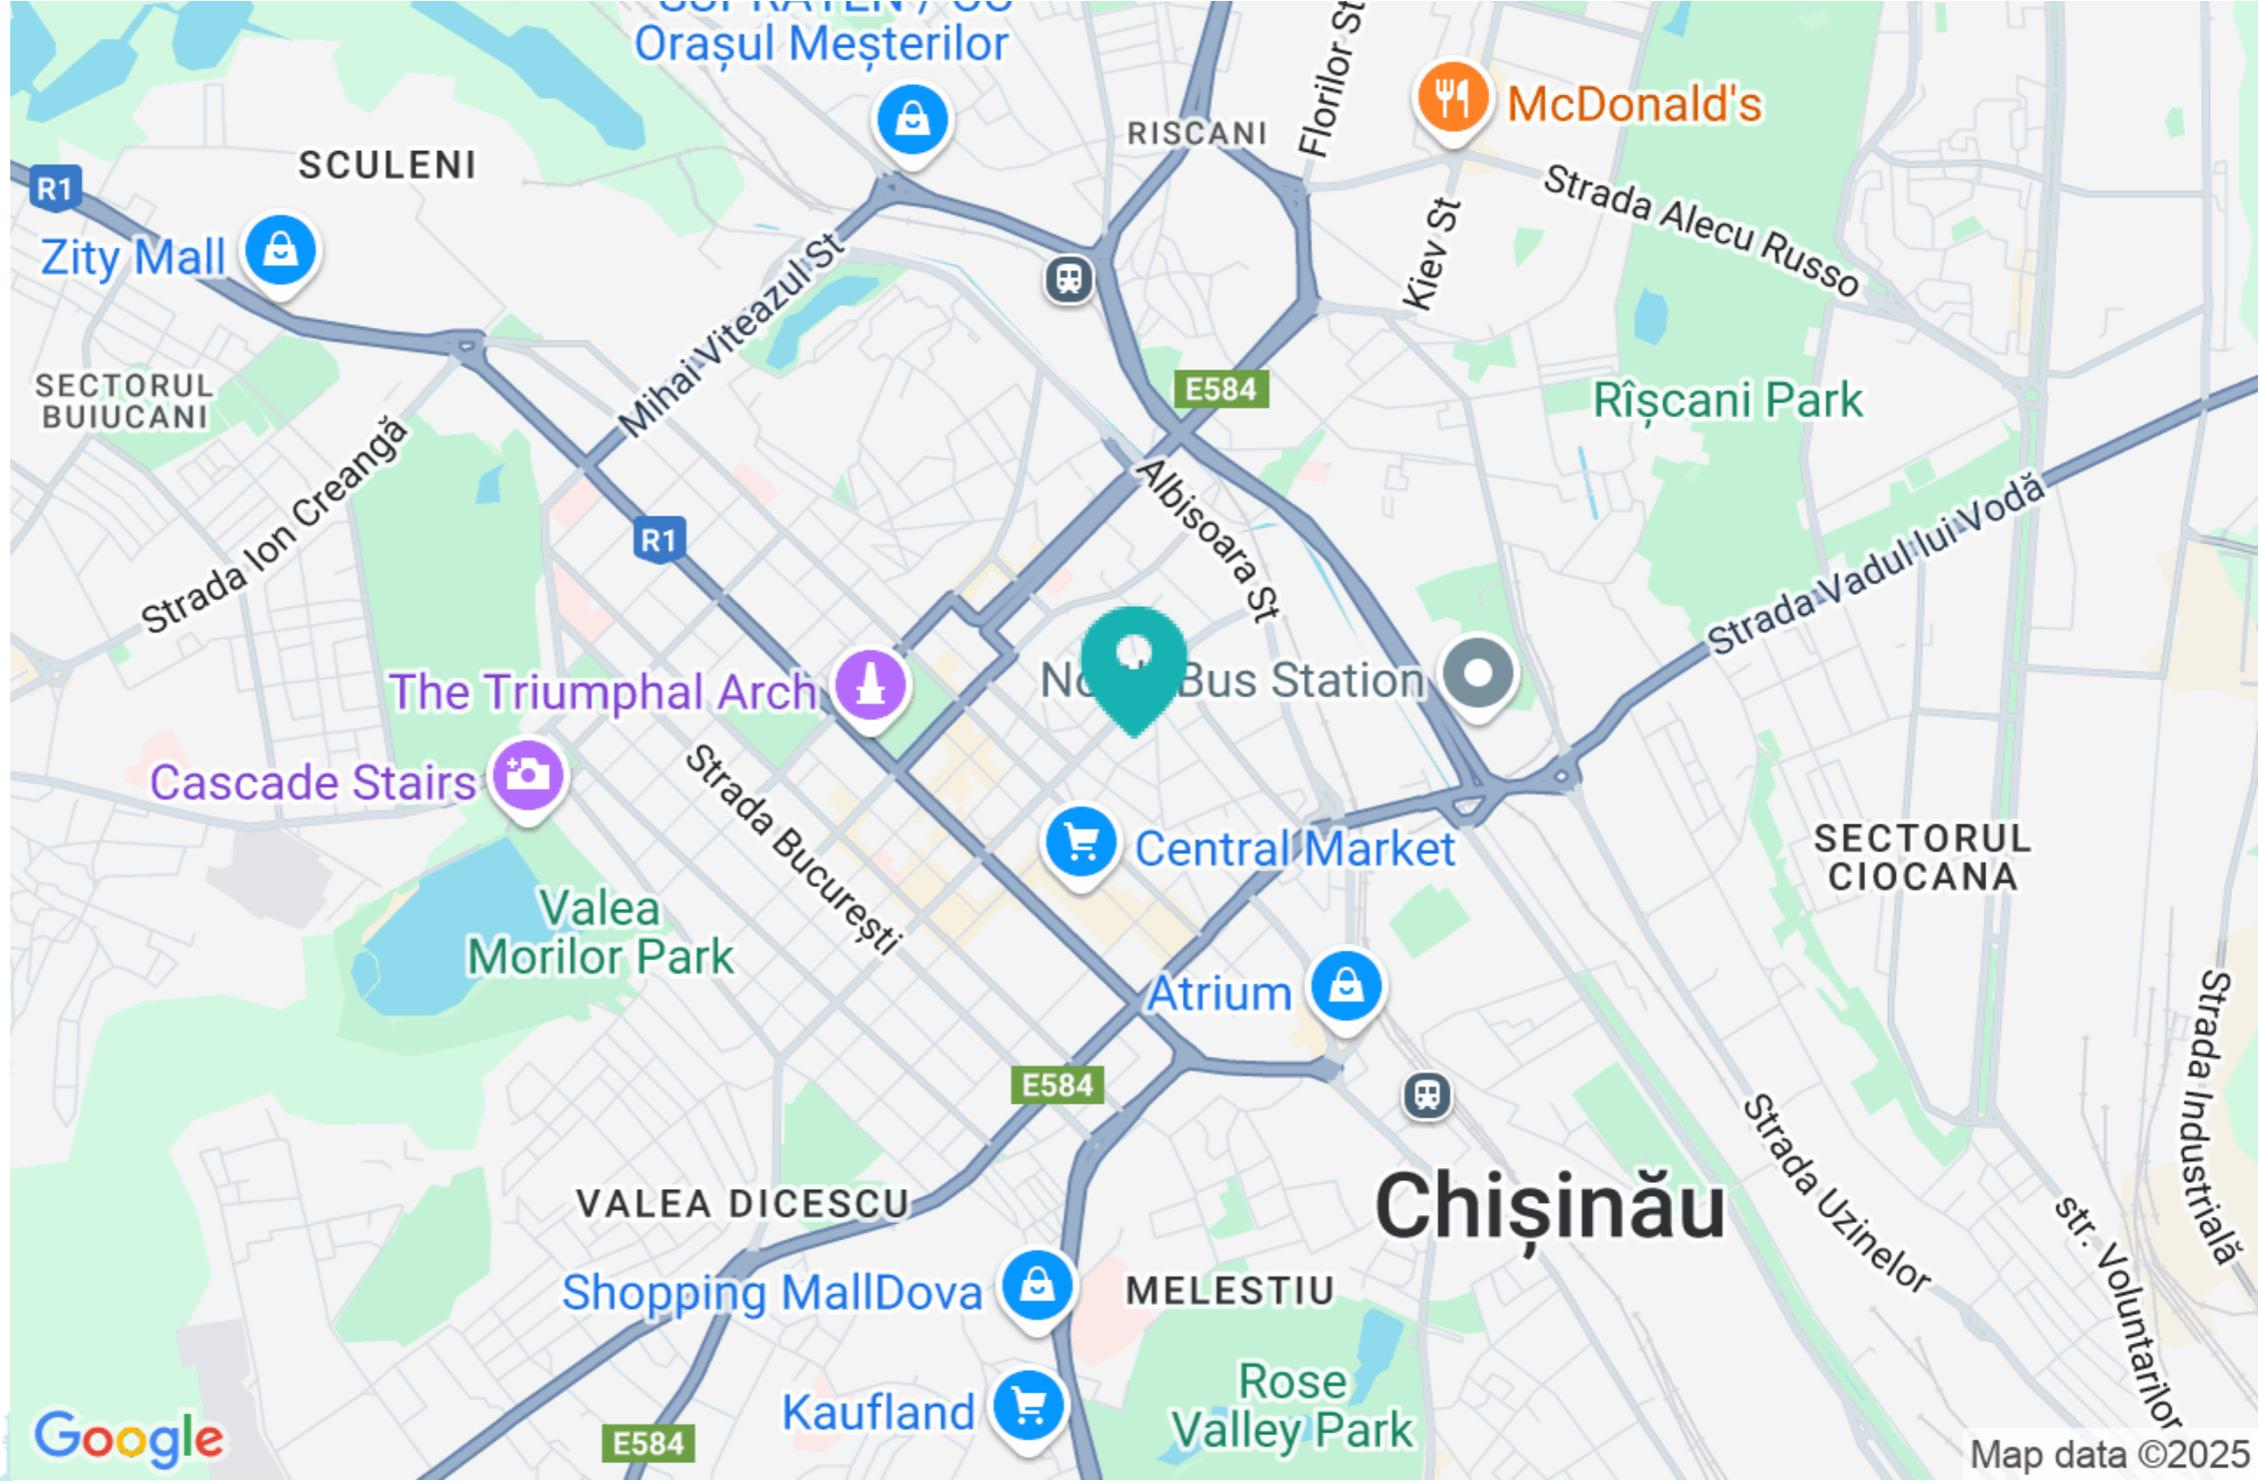 Orașul Meșterilor
Florilor St
McDonald's
RISCANI
SCULENI
R1
Strada Alecu Russo
Zity Mall
Kiev St
Mihai Viteazul St
SECTORUL
BUIUCANI
E584
Rîșcani Park
Strada Ion Creangă
Albisoara St
R1
Strada Vadul lui Vodă
Bus Station
The Triumphal Arch
Cascade Stairs
Strada București
Central Market
SECTORUL
CIOCANA
Valea
Morilor Park
Atrium
Strada Industrială
E584
Strada Uzinelor
Chișinău
VALEA DICESCU
str. Voluntarilor
Shopping MallDova
MELESTIU
Rose
Valley Park
Kaufland
E584
Google
Map data ©2025